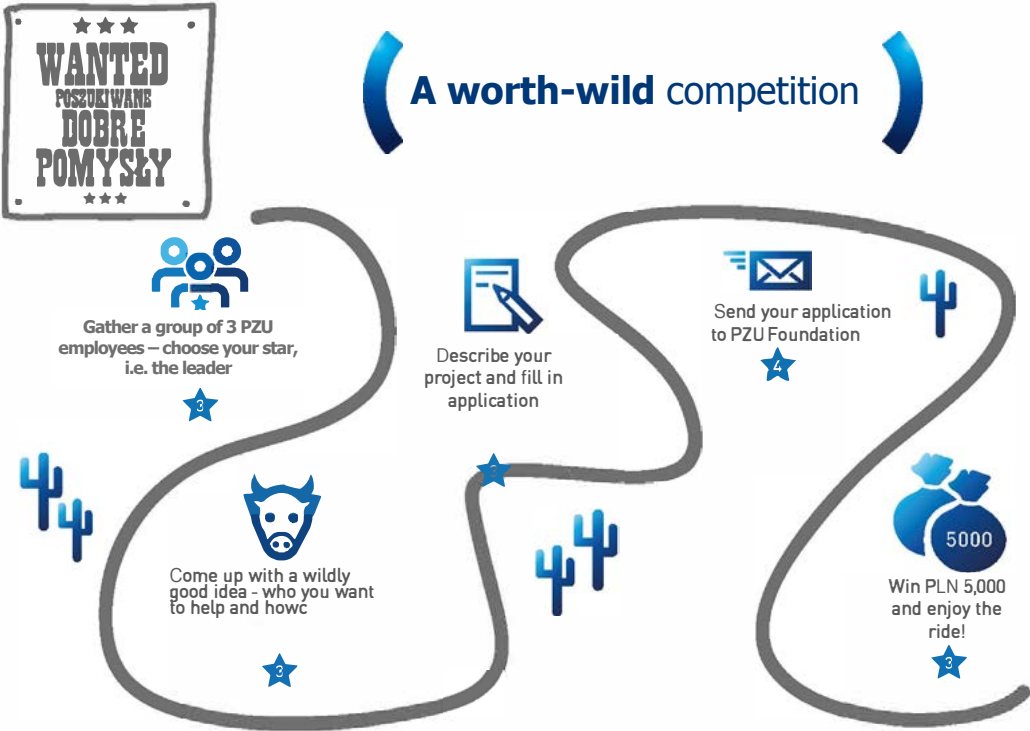 WANTED
POSZUKIWANE
DOBRE
POMYSŁY
A worth-wild competition
Gather a group of 3 PZU
employees – choose your star,
i.e. the leader
3
Come up with a wildly
good idea - who you want
to help and howc
3
Describe your
project and fill in
application
3
Send your application
to PZU Foundation
4
5000
Win PLN 5,000
and enjoy the
ride!
3